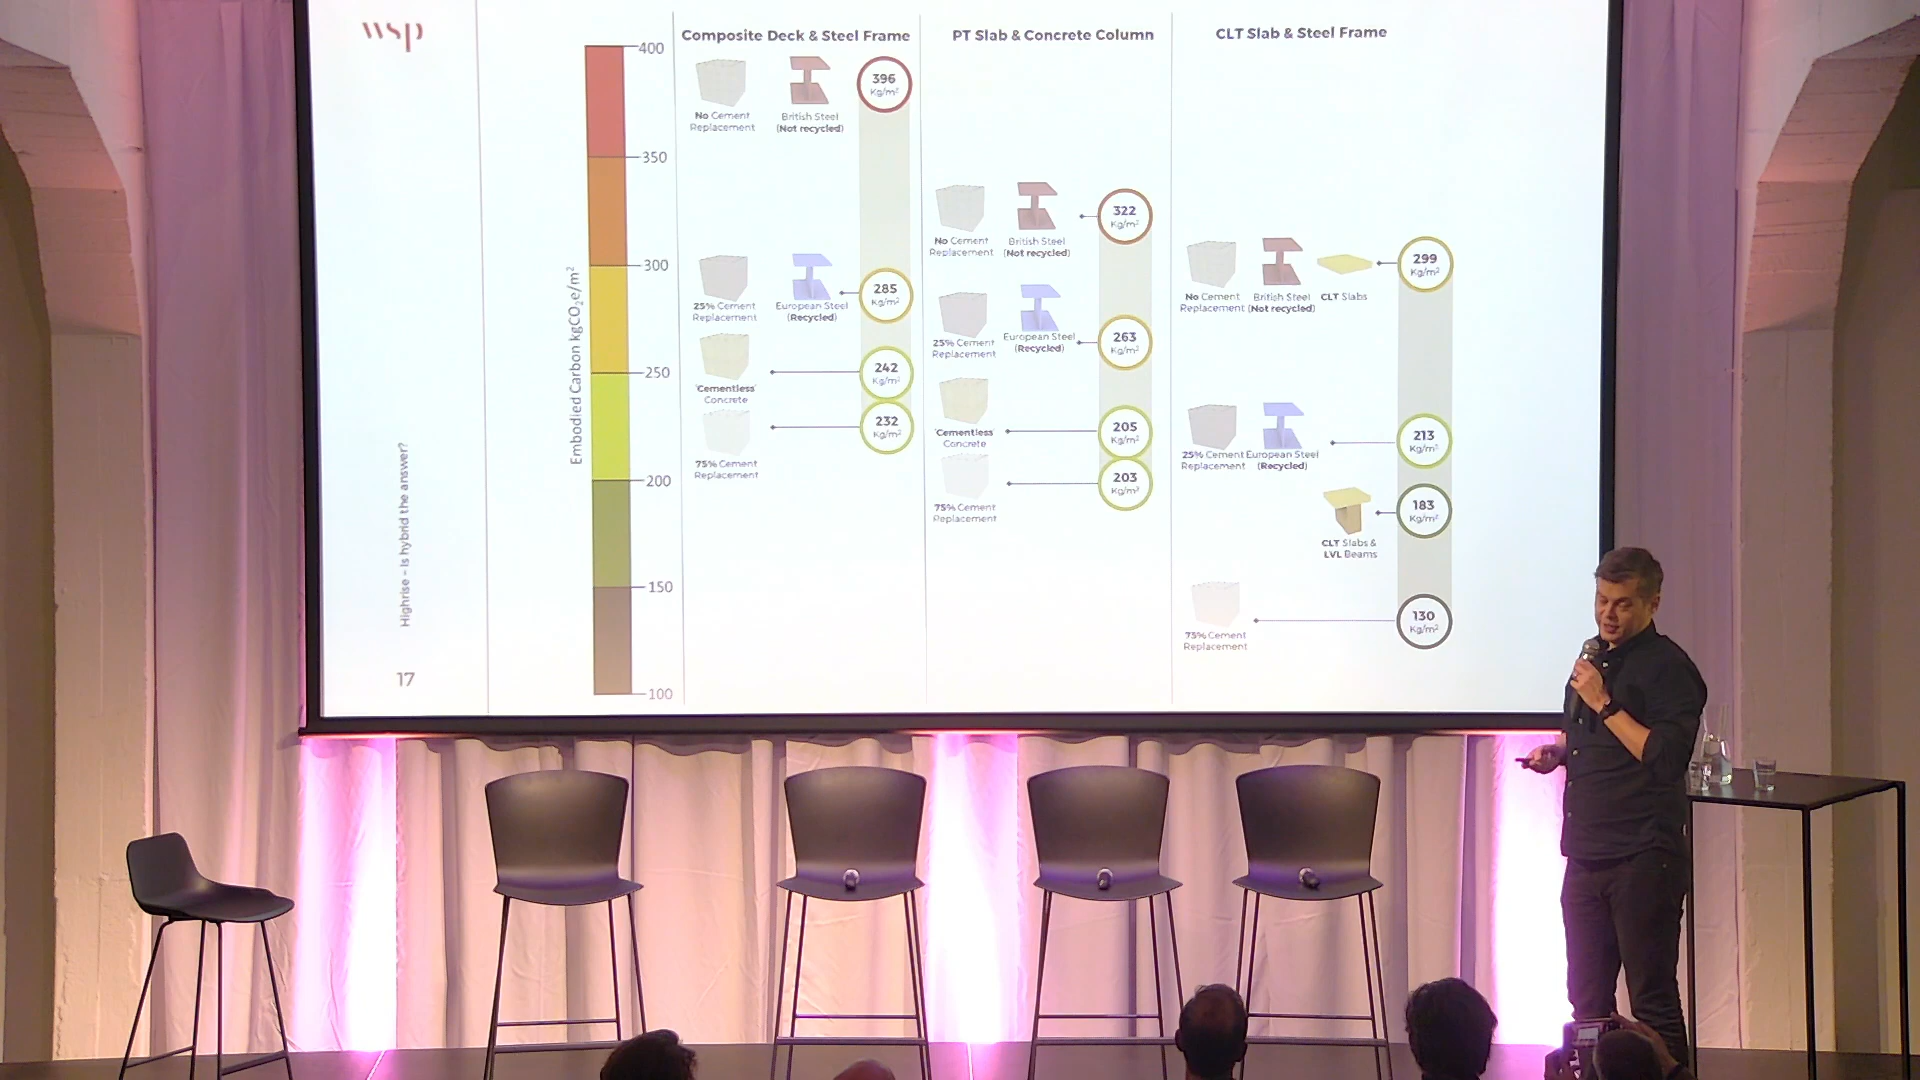 wsp
Highrise - Is hybrid the answer?
17
Embodied Carbon kgCO2e/m²
400
350
300
250
200
150
100
Composite Deck & Steel Frame
No Cement
Replacement
British Steel
(Not recycled)
396
Kg/m²
25% Cement
Replacement
European Steel
(Recycled)
285
Kg/m²
'Cementless'
Concrete
242
Kg/m²
75% Cement
Replacement
232
Kg/m²
PT Slab & Concrete Column
No Cement
Replacement
British Steel
(Not recycled)
322
Kg/m²
25% Cement
Replacement
European Steel
(Recycled)
263
Kg/m²
'Cementless'
Concrete
205
Kg/m²
75% Cement
Replacement
203
Kg/m²
CLT Slab & Steel Frame
No Cement
Replacement
British Steel
(Not recycled)
CLT Slabs
299
Kg/m²
25% Cement
Replacement
European Steel
(Recycled)
213
Kg/m²
CLT Slabs &
LVL Beams
183
Kg/m²
75% Cement
Replacement
130
Kg/m²